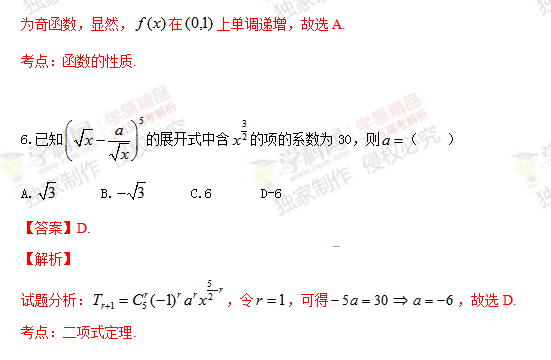 为奇函数，显然，f(x)在(0,1)上单调递增，故选 A.
考点：函数的性质.
6.已知(√x − a/√x)^5的展开式中含x^(3/2)的项的系数为 30，则a=（ ）
A. √3 B. −√3 C.6 D-6
【答案】D.
【解析】
试题分析：T_{r+1} = C_5^r (−1)^r a^r x^(5/2−r)，令r=1，可得−5a=30⇒a=−6，故选 D.
考点：二项式定理.